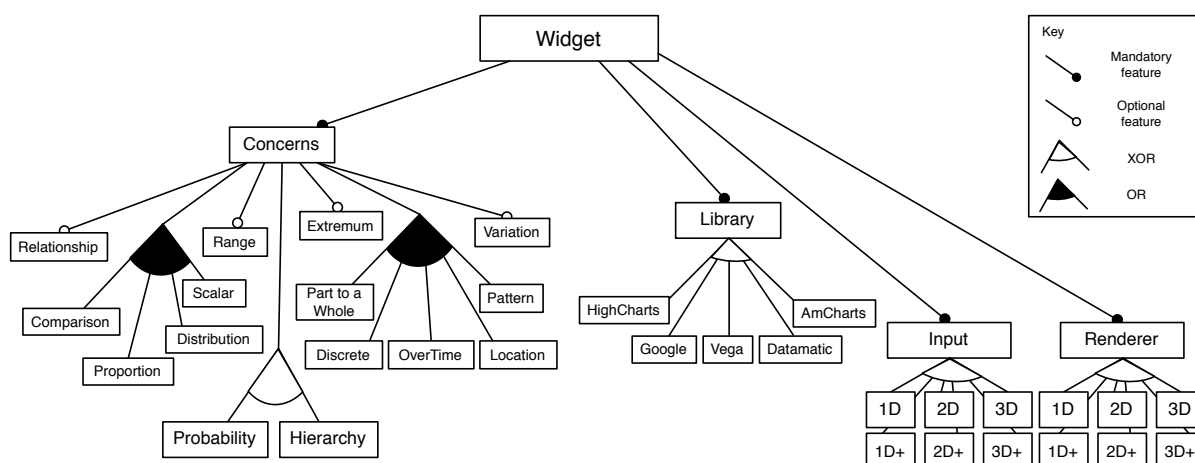 Widget
Key
Mandatory
feature
Optional
feature
XOR
OR
Concerns
Library
Relationship
Range
Extremum
Variation
Scalar
Comparison
Distribution
Proportion
Part to a
Whole
Pattern
Discrete
OverTime
Location
Probability
Hierarchy
HighCharts
AmCharts
Google
Vega
Datamatic
Input
Renderer
1D
2D
3D
1D
2D
3D
1D+
2D+
3D+
1D+
2D+
3D+